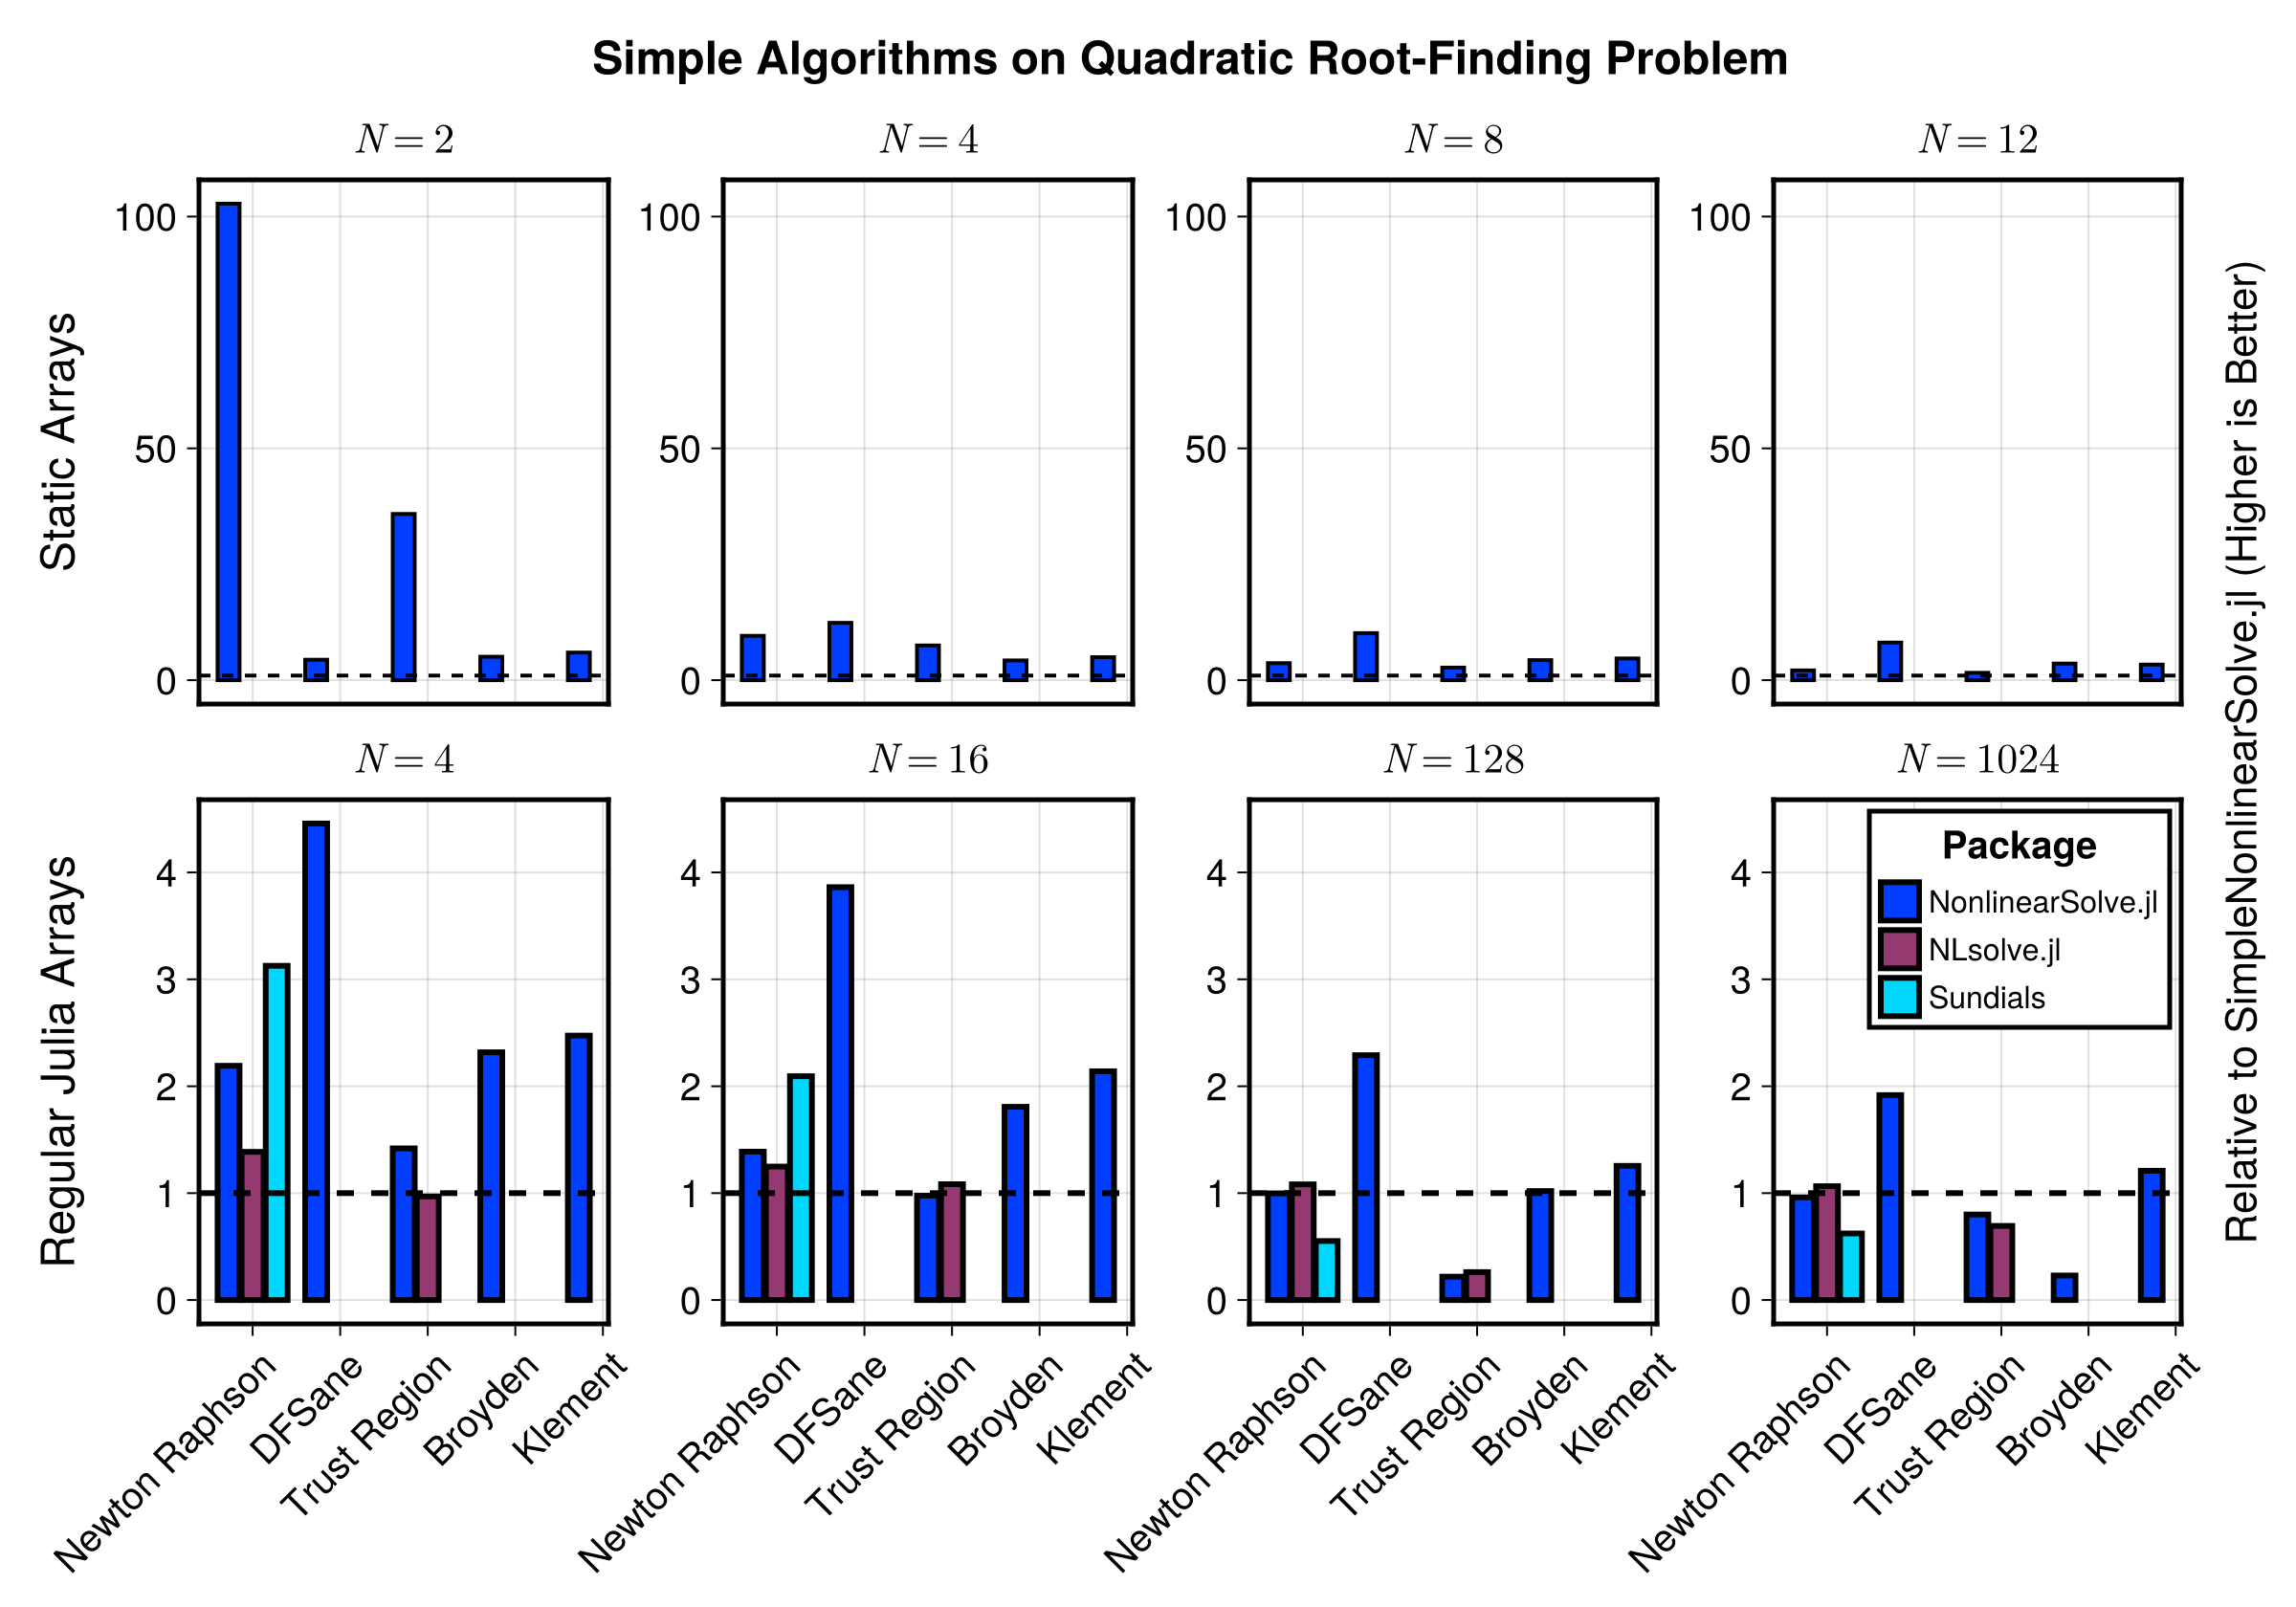 Simple Algorithms on Quadratic Root-Finding Problem
N = 2
N = 4
N = 8
N = 12
Static Arrays
100
50
0
100
50
0
100
50
0
100
50
0
Relative to SimpleNonlinearSolve.jl (Higher is Better)
N = 4
N = 16
N = 128
N = 1024
Regular Julia Arrays
4
3
2
1
0
4
3
2
1
0
4
3
2
1
0
4
3
2
1
0
Package
NonlinearSolve.jl
NLsolve.jl
Sundials
Newton Raphson
DFSane
Trust Region
Broyden
Klement
Newton Raphson
DFSane
Trust Region
Broyden
Klement
Newton Raphson
DFSane
Trust Region
Broyden
Klement
Newton Raphson
DFSane
Trust Region
Broyden
Klement